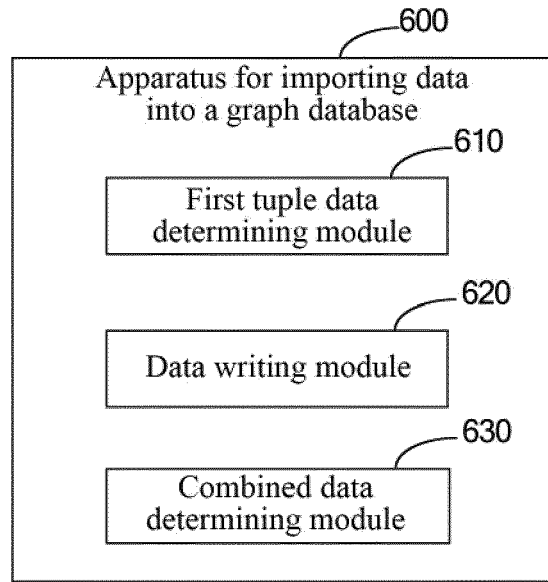 600
Apparatus for importing data
into a graph database
610
First tuple data
determining module
620
Data writing module
630
Combined data
determining module